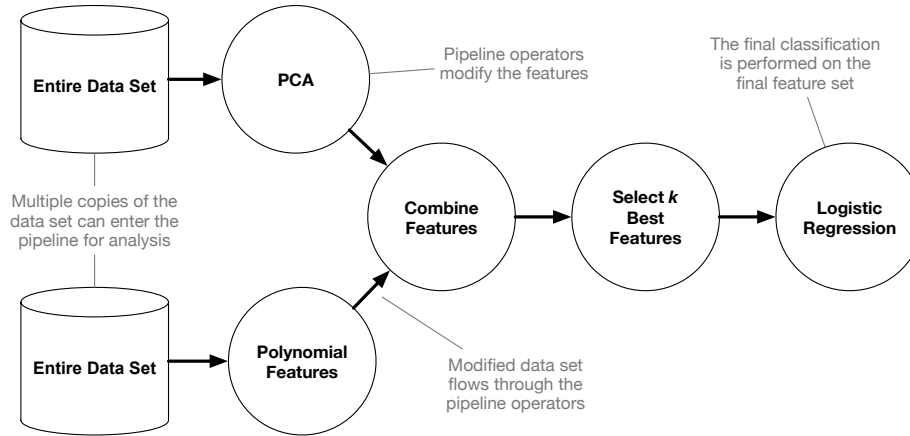 Entire Data Set
PCA
Pipeline operators
modify the features
The final classification
is performed on the
final feature set
Multiple copies of the
data set can enter the
pipeline for analysis
Combine
Features
Select k
Best
Features
Logistic
Regression
Entire Data Set
Polynomial
Features
Modified data set
flows through the
pipeline operators